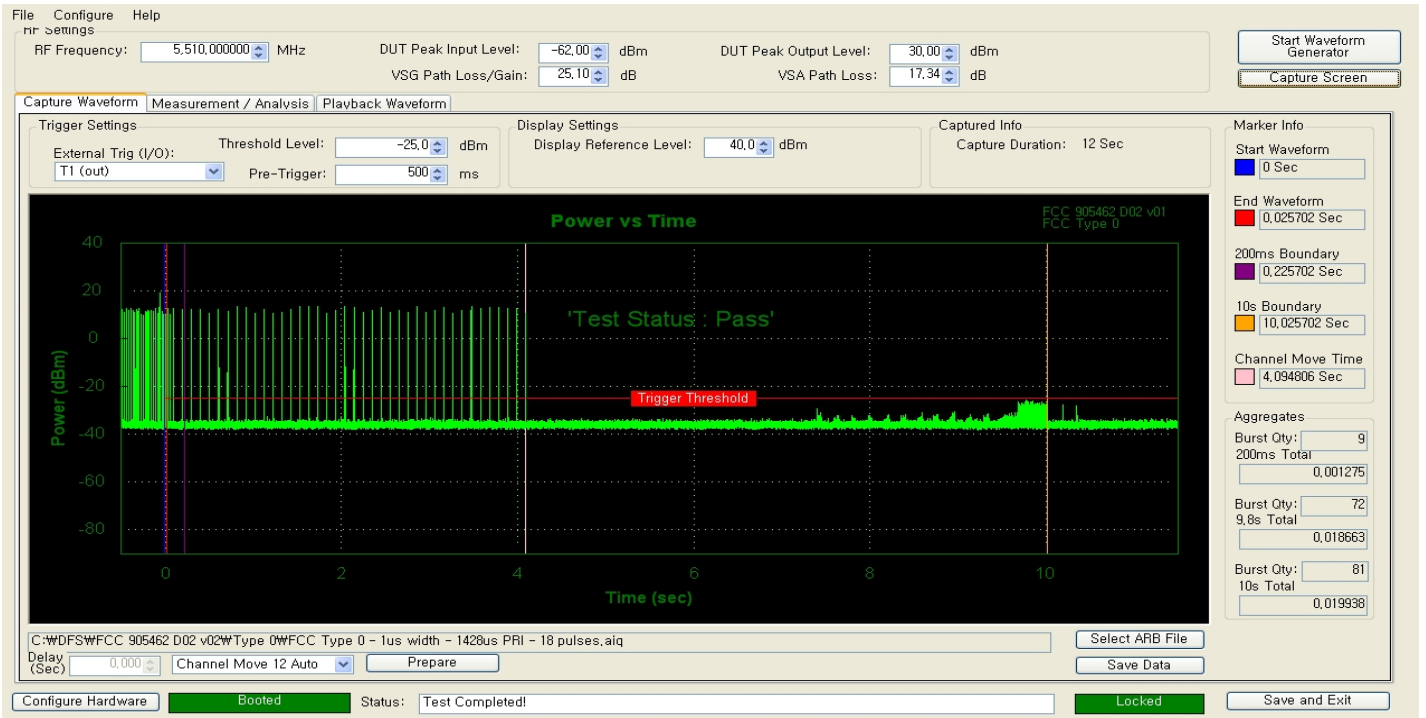 File Configure Help
RF Settings
RF Frequency: 5,510,000000 MHz DUT Peak Input Level: -62,00 dBm DUT Peak Output Level: 30,00 dBm
VSG Path Loss/Gain: 25,10 dB VSA Path Loss: 17,34 dB
Start Waveform
Generator
Capture Screen
Capture Waveform Measurement / Analysis Playback Waveform
Trigger Settings
External Trig (I/O):
T1 (out)
Threshold Level: -25,0 dBm
Pre-Trigger: 500 ms
Display Settings
Display Reference Level: 40,0 dBm
Captured Info
Capture Duration: 12 Sec
Marker Info
Start Waveform
0 Sec
End Waveform
0,025702 Sec
200ms Boundary
0,225702 Sec
10s Boundary
10,025702 Sec
Channel Move Time
4,094806 Sec
Aggregates
Burst Qty: 9
200ms Total
0,001275
Burst Qty: 72
9,8s Total
0,018663
Burst Qty: 81
10s Total
0,019938
Power vs Time
FCC 905462 D02 v01
FCC Type 0
'Test Status : Pass'
Trigger Threshold
Power (dBm)
40
20
0
-20
-40
-60
-80
0 2 4 6 8 10
Time (sec)
C:₩DFS₩FCC 905462 D02 v02₩Type 0₩FCC Type 0 - 1us width - 1428us PRI - 18 pulses,aiq
Select ARB File
Delay
(Sec) 0,000 Channel Move 12 Auto Prepare
Save Data
Configure Hardware Booted Status: Test Completed! Locked Save and Exit